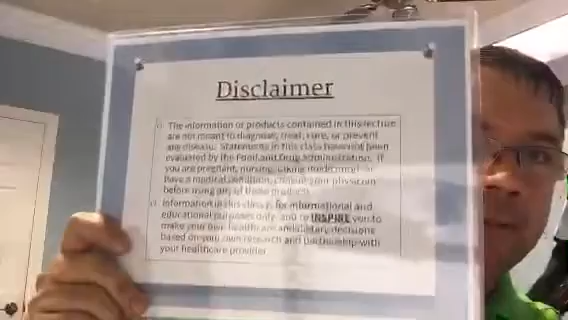 Disclaimer
The information or products contained in this lecture
are not meant to diagnose, treat, cure, or prevent
any disease. Statements in this class have not been
evaluated by the Food and Drug Administration. If
you are pregnant, nursing, taking medication or
have a medical condition, consult your physician
before using any of these products.
Information in this class is for informational and
educational purposes only, and to INSPIRE you to
make your own healthcare and dietary decisions
based on your own research and partnership with
your healthcare provider.